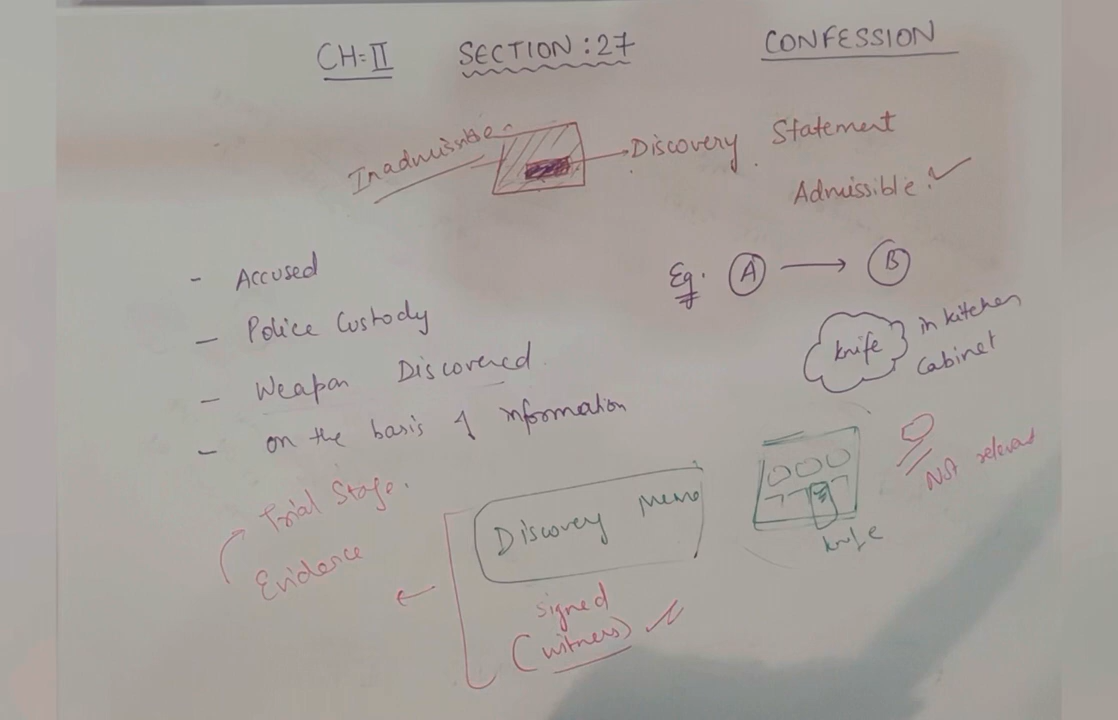 CH=II SECTION:27 CONFESSION
Inadmissible
Discovery Statement
Admissible.
- Accused
- Police Custody
- Weapon Discovered
- on the basis of information
Eg. A → B
knife in kitchen
cabinet
Not relevant
knife
Trial Stage.
Evidence
Discovery Memo
signed
(witness)